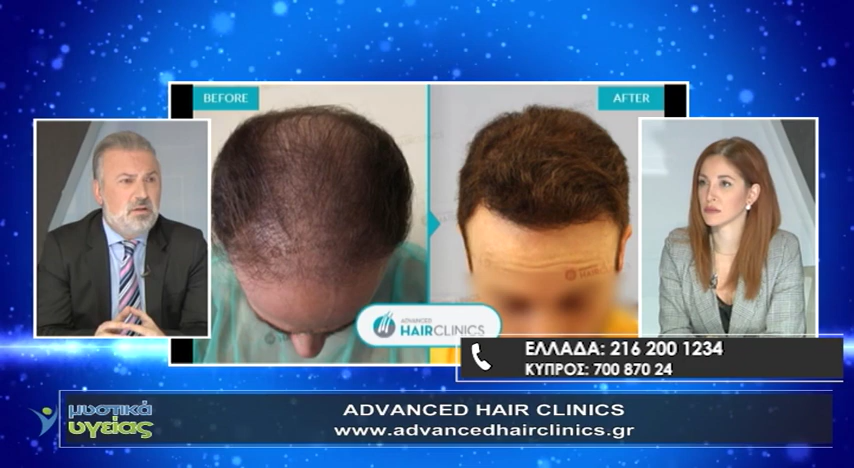 BEFORE
AFTER
ADVANCED
HAIRCLINICS
HAIRCLINICS
ΕΛΛΑΔΑ: 216 200 1234
ΚΥΠΡΟΣ: 700 870 24
μυστικά
υγείας
ADVANCED HAIR CLINICS
www.advancedhairclinics.gr